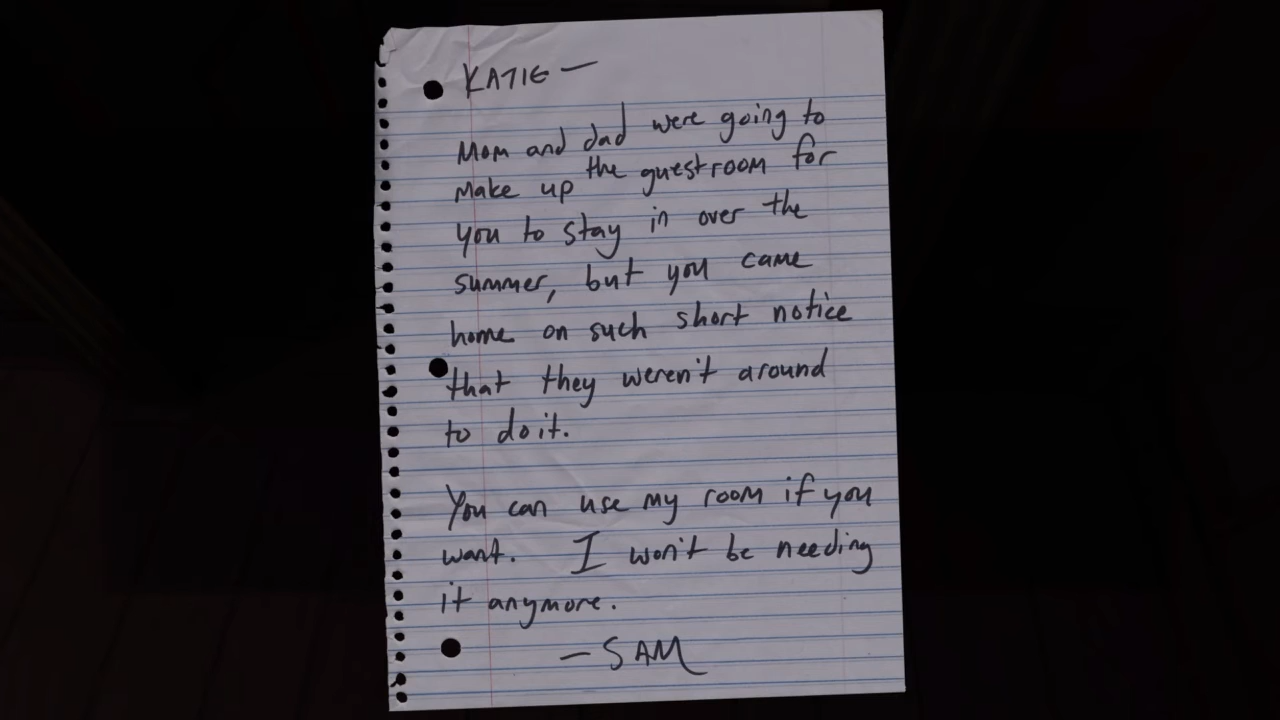 KATIE —
Mom and dad were going to
make up the guestroom for
you to stay in over the
summer, but you came
home on such short notice
that they weren't around
to do it.
You can use my room if you
want. I won't be needing
it anymore.
— SAM